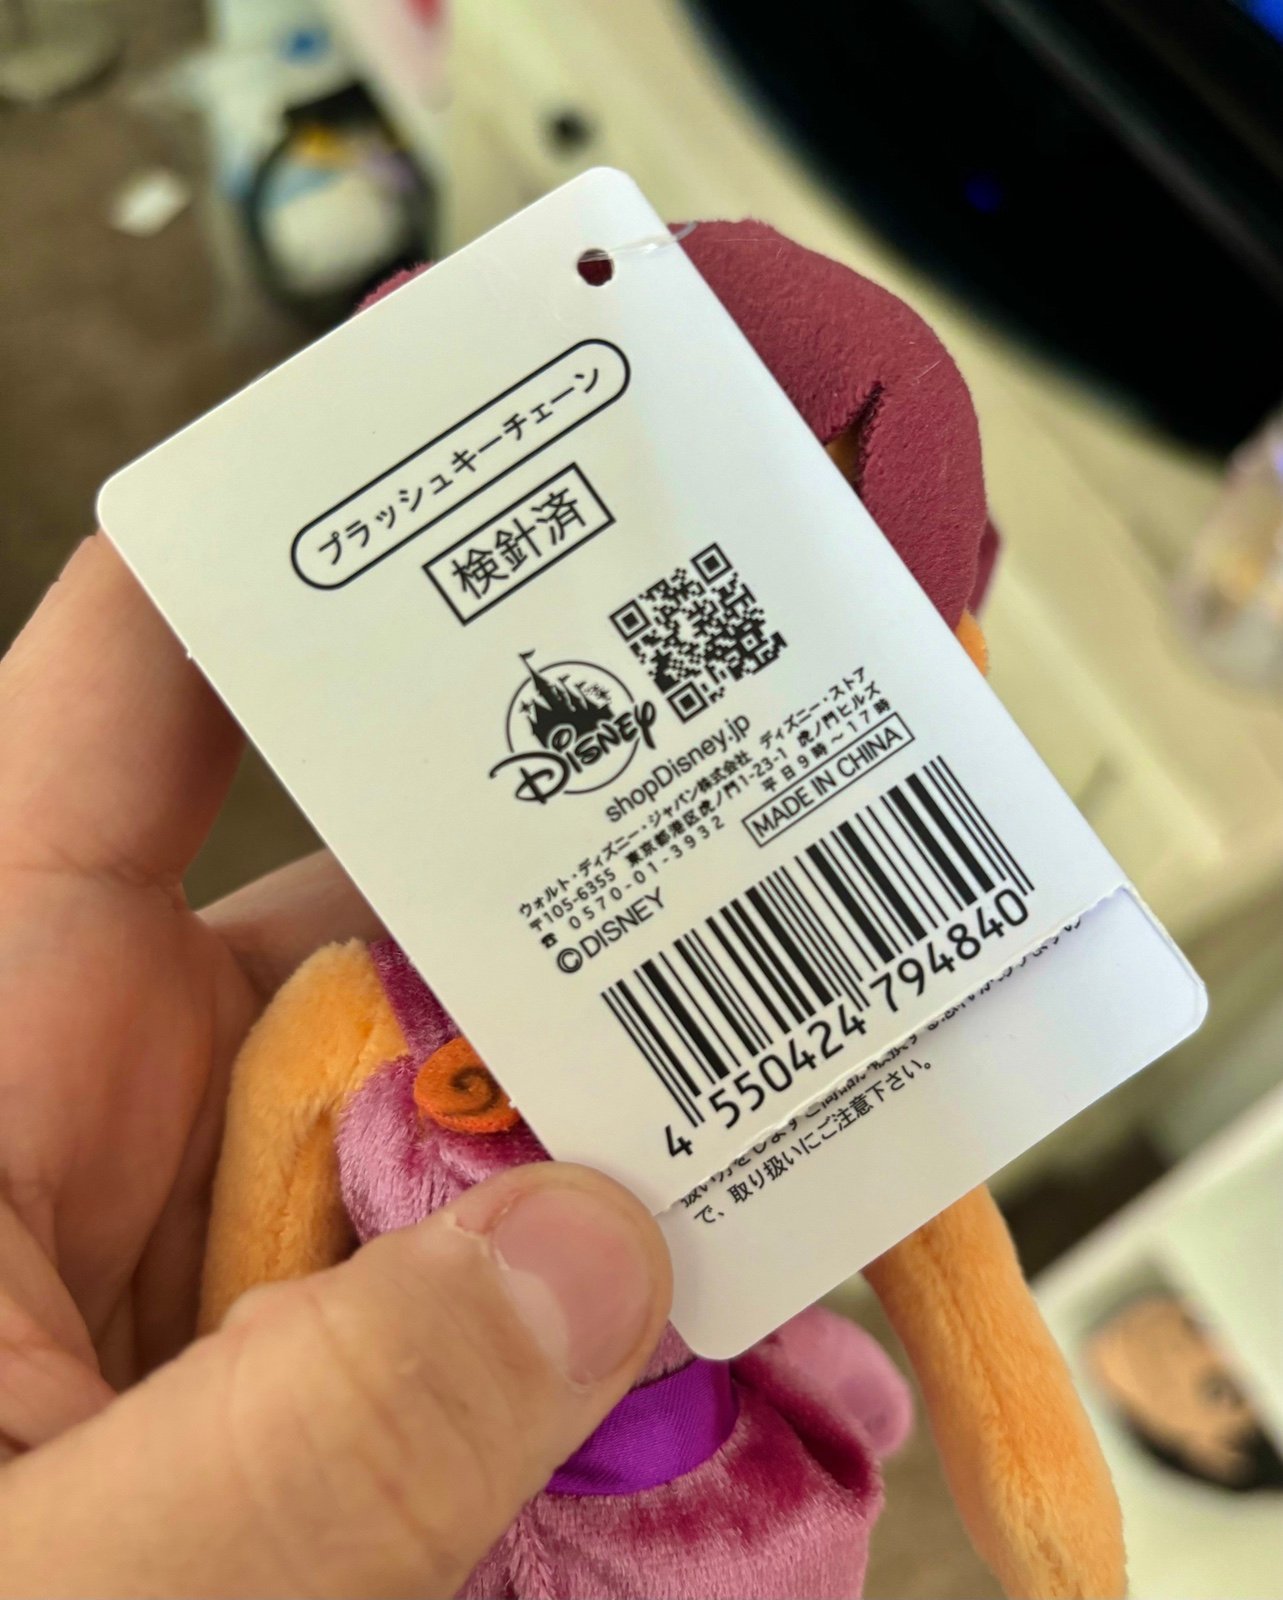 プラッシュキーチェーン
検針済
Disney
shopDisney.jp
ウォルト・ディズニー・ジャパン株式会社 ディズニー・ストア
〒105-6355 東京都港区虎ノ門1-23-1 虎ノ門ヒルズ
☎ 0570-01-3932 平日9時〜17時
©DISNEY MADE IN CHINA
4 550424 794840
で、取り扱いにご注意下さい。